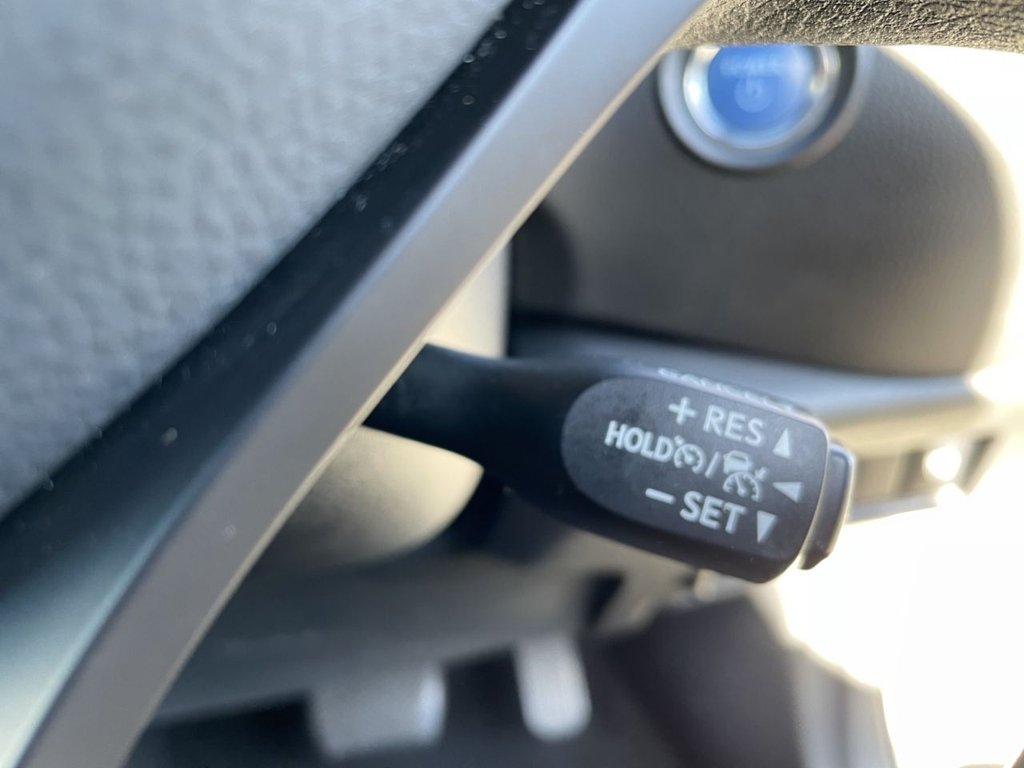 + RES
HOLD /
- SET